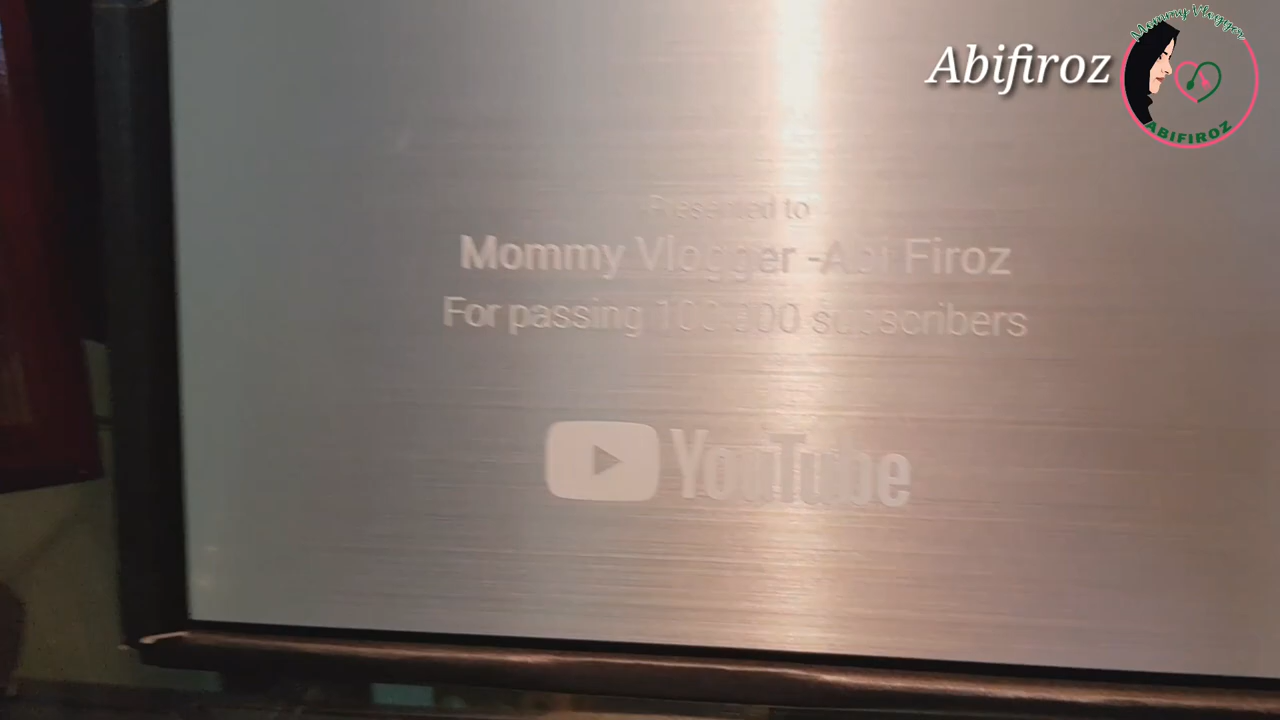 Mommy Vlogger
Abifiroz
ABIFIROZ
Presented to
Mommy Vlogger -Abi Firoz
For passing 100,000 subscribers
YouTube